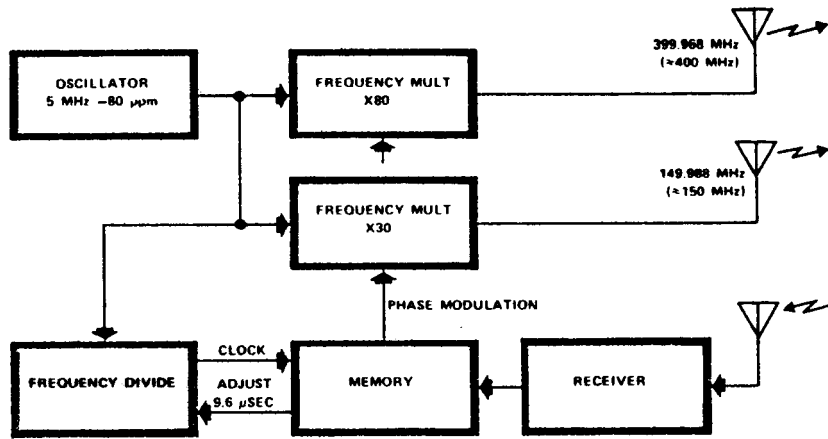 OSCILLATOR
5 MHz −80 µpm
FREQUENCY MULT
X80
399.968 MHz
(≈400 MHz)
FREQUENCY MULT
X30
149.988 MHz
(≈150 MHz)
PHASE MODULATION
FREQUENCY DIVIDE
CLOCK
ADJUST
9.6 µSEC
MEMORY
RECEIVER